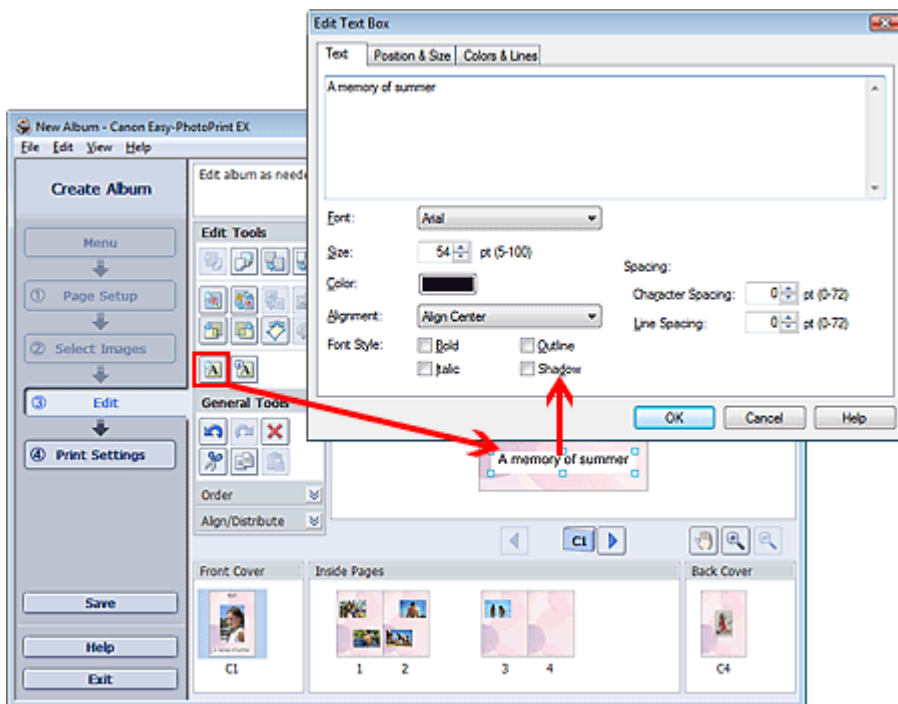 Edit Text Box
Text
Position & Size
Colors & Lines
A memory of summer
Font:
Arial
Size:
54
pt (5-100)
Color:
Alignment:
Align Center
Font Style:
Bold
Outline
Italic
Shadow
Spacing:
Character Spacing:
0
pt (0-72)
Line Spacing:
0
pt (0-72)
OK
Cancel
Help
New Album - Canon Easy-PhotoPrint EX
File Edit View Help
Create Album
Menu
① Page Setup
② Select Images
③ Edit
④ Print Settings
Save
Help
Exit
Edit album as neede
Edit Tools
A
A
General Tools
Order
Align/Distribute
A memory of summer
C1
Front Cover
C1
Inside Pages
1
2
3
4
Back Cover
C4